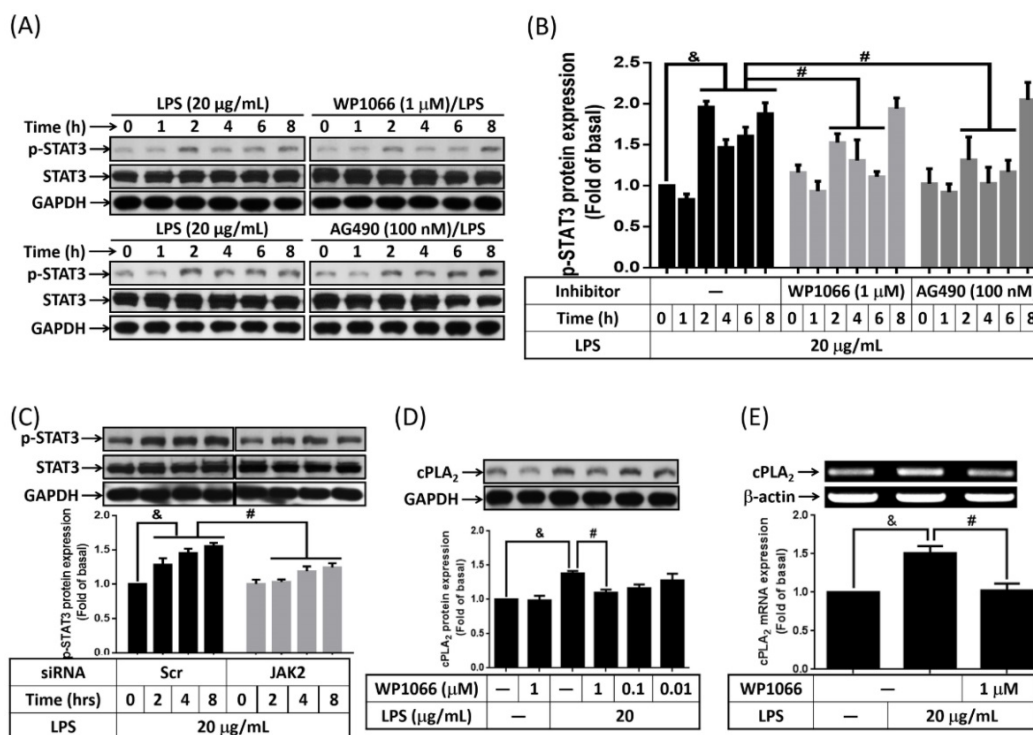 (A)
LPS (20 µg/mL) WP1066 (1 µM)/LPS
Time (h) 0 1 2 4 6 8 0 1 2 4 6 8
p-STAT3
STAT3
GAPDH
LPS (20 µg/mL) AG490 (100 nM)/LPS
Time (h) 0 1 2 4 6 8 0 1 2 4 6 8
p-STAT3
STAT3
GAPDH
(B)
p-STAT3 protein expression
(Fold of basal)
2.5
2.0
1.5
1.0
0.5
0.0
& # #
Inhibitor — WP1066 (1 µM) AG490 (100 nM
Time (h) 0 1 2 4 6 8 0 1 2 4 6 8 0 1 2 4 6 8
LPS 20 µg/mL
(C)
p-STAT3
STAT3
GAPDH
p-STAT3 protein expression
(Fold of basal)
2.0
1.5
1.0
0.5
0.0
& #
siRNA Scr JAK2
Time (hrs) 0 2 4 8 0 2 4 8
LPS 20 µg/mL
(D)
cPLA₂
GAPDH
cPLA₂ protein expression
(Fold of basal)
2.0
1.5
1.0
0.5
0.0
& #
WP1066 (µM) — 1 — 1 0.1 0.01
LPS (µg/mL) — 20
(E)
cPLA₂
β-actin
cPLA₂ mRNA expression
(Fold of basal)
2.0
1.5
1.0
0.5
0.0
& #
WP1066 — 1 µM
LPS — 20 µg/mL